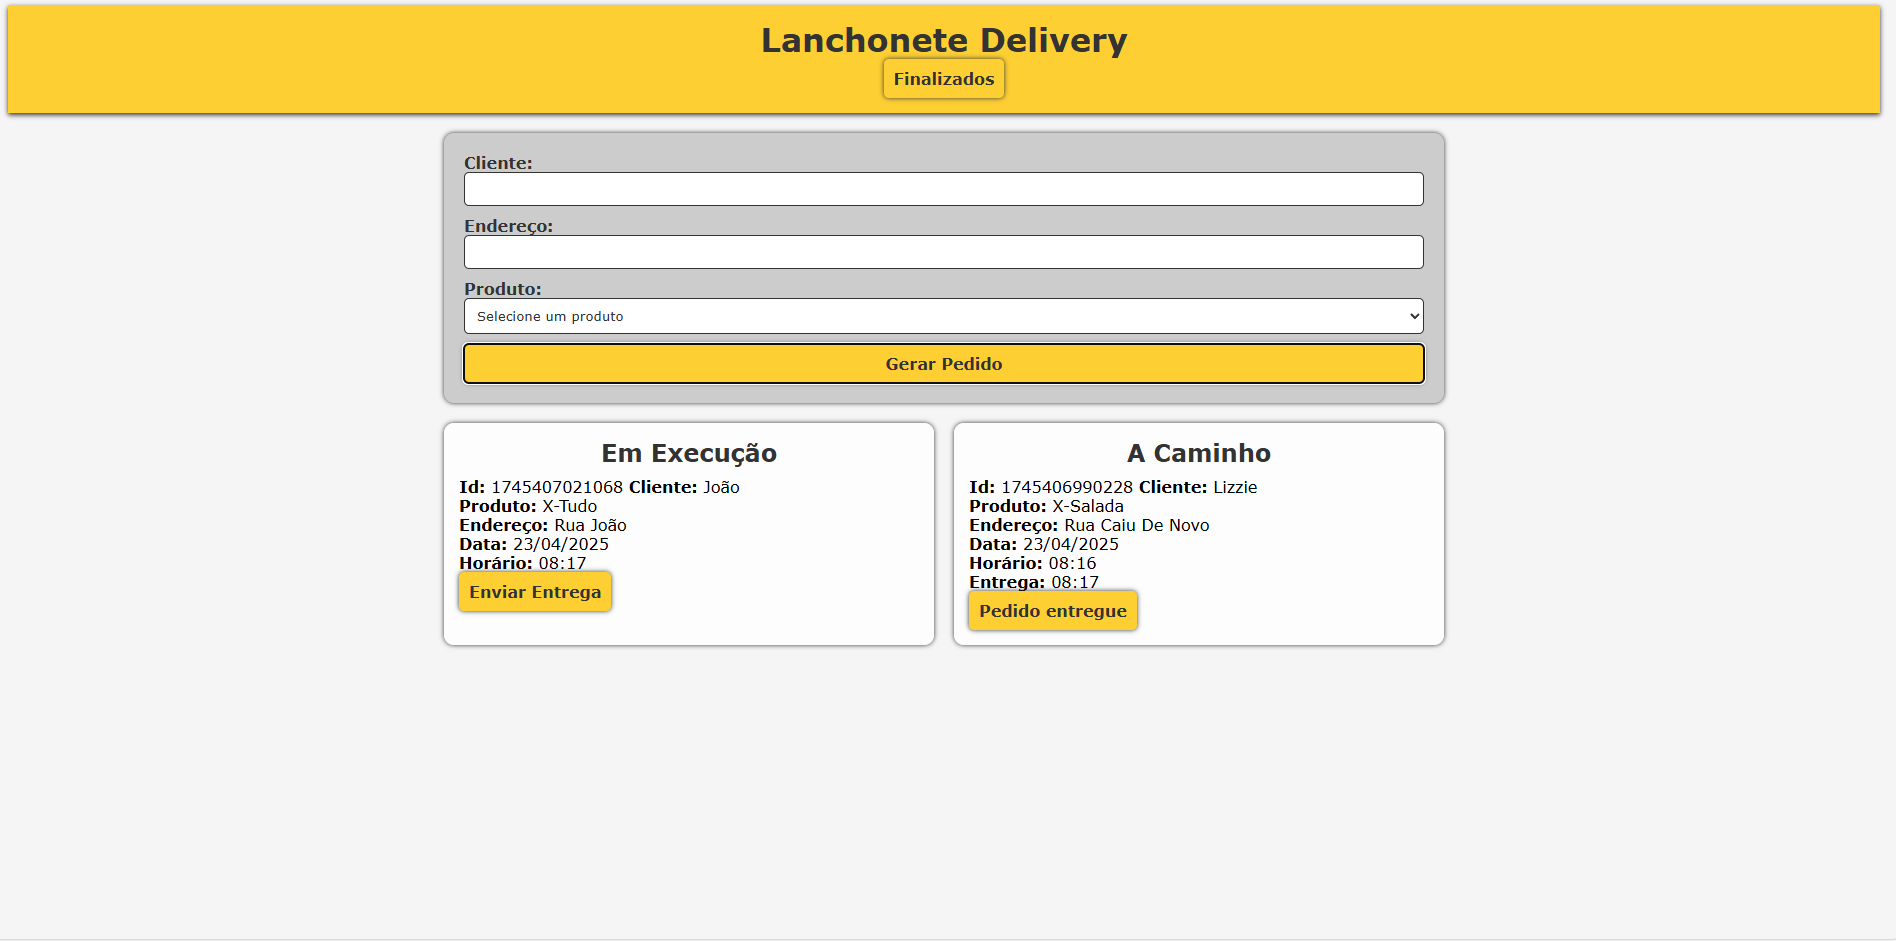 Lanchonete Delivery
Finalizados
Cliente:
Endereço:
Produto:
Selecione um produto
Gerar Pedido
Em Execução
Id: 1745407021068 Cliente: João
Produto: X-Tudo
Endereço: Rua João
Data: 23/04/2025
Horário: 08:17
Enviar Entrega
A Caminho
Id: 1745406990228 Cliente: Lizzie
Produto: X-Salada
Endereço: Rua Caiu De Novo
Data: 23/04/2025
Horário: 08:16
Entrega: 08:17
Pedido entregue